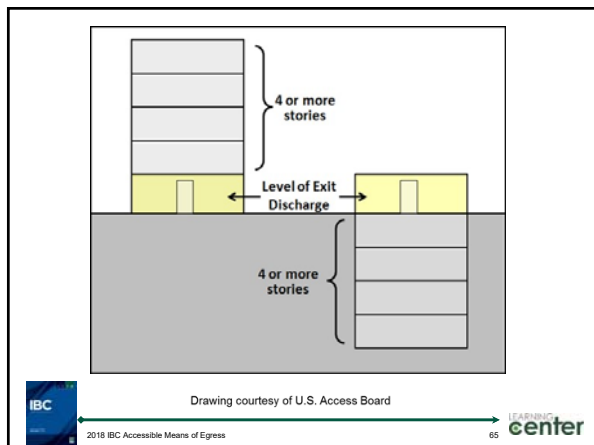 4 or more
stories
Level of Exit
Discharge
4 or more
stories
Drawing courtesy of U.S. Access Board
IBC
2018 IBC Accessible Means of Egress
65
LEARNING
center